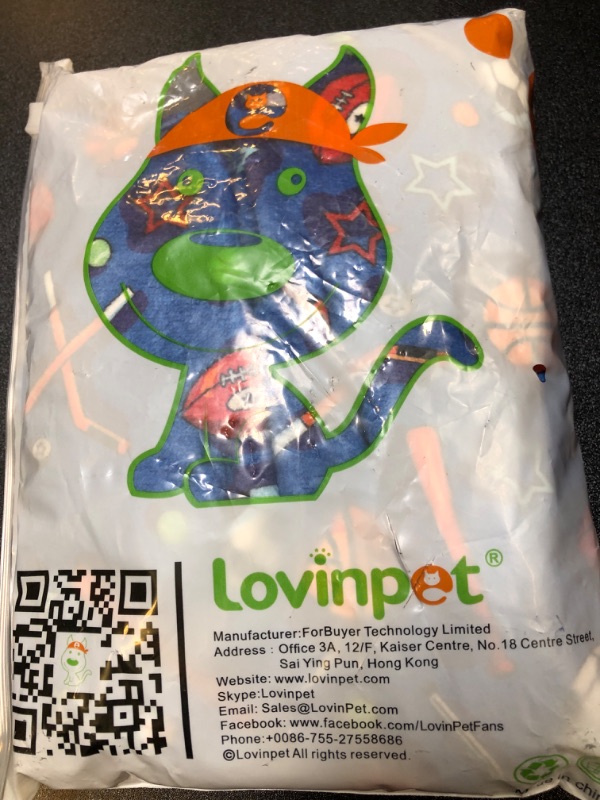 Lovinpet®
Manufacturer:ForBuyer Technology Limited
Address : Office 3A, 12/F, Kaiser Centre, No.18 Centre Street,
Sai Ying Pun, Hong Kong
Website: www.lovinpet.com
Skype:Lovinpet
Email: Sales@LovinPet.com
Facebook: www.facebook.com/LovinPetFans
Phone:+0086-755-27558686
©Lovinpet All rights reserved.
in